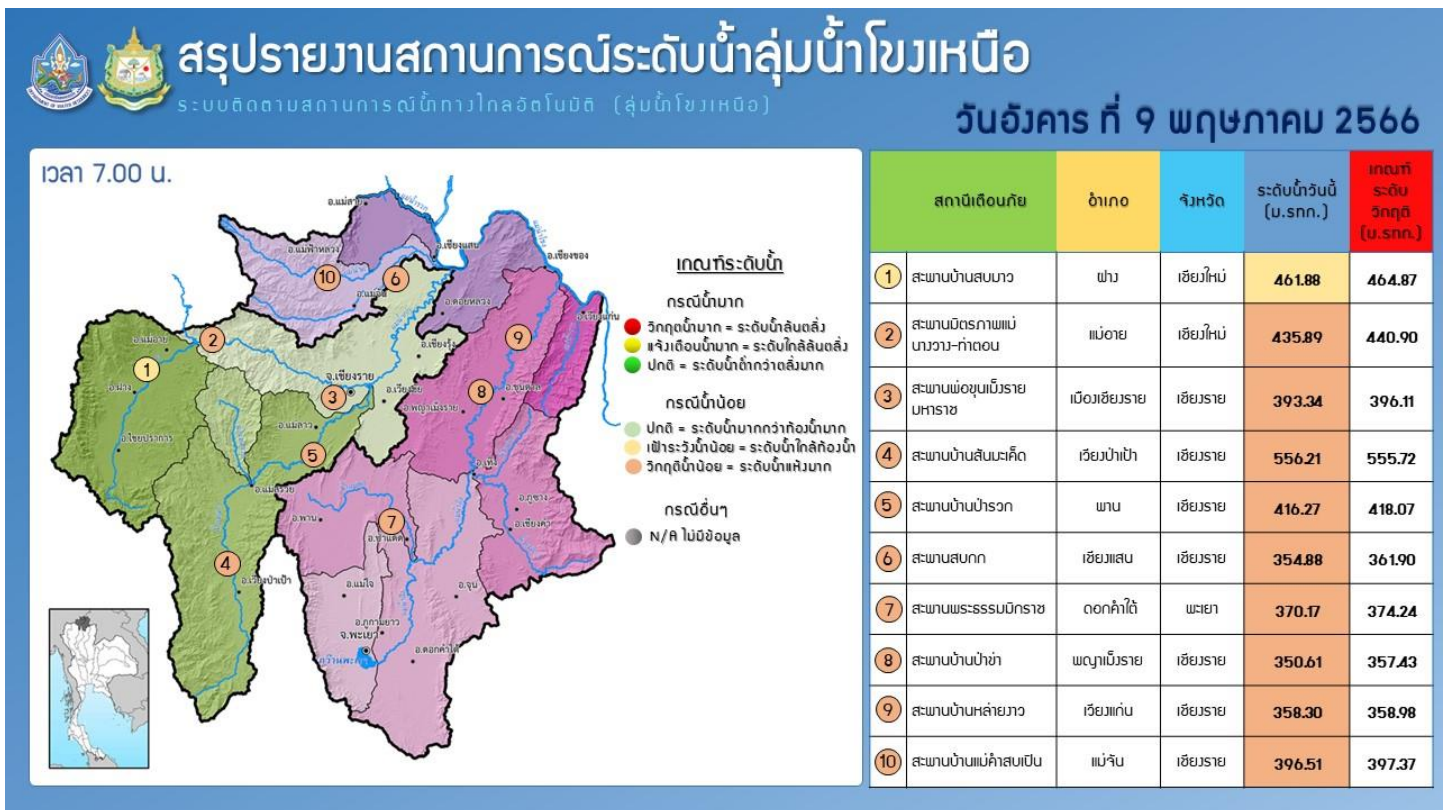 สรุปรายงานสถานการณ์ระดับน้ำลุ่มน้ำโขงเหนือ
ระบบติดตามสถานการณ์น้ำทางไกลอัตโนมัติ (ลุ่มน้ำโขงเหนือ)
วันอังคาร ที่ 9 พฤษภาคม 2566
เวลา 7.00 น.
อ.แม่สาย
แม่น้ำรวก
อ.แม่ฟ้าหลวง
อ.เชียงแสน
แม่น้ำโขง
อ.เชียงของ
10
6
อ.ดอยหลวง
อ.เวียงแก่น
อ.แม่อาย
2
อ.เชียงรุ้ง
9
1
จ.เชียงราย
อ.ฝาง
3
8
อ.ขุนตาล
อ.พญาเม็งราย
อ.ไชยปราการ
อ.แม่ลาว
5
อ.แม่สรวย
อ.เทิง
อ.ภูซาง
อ.พาน
7
อ.เชียงคำ
อ.ป่าแดด
4
อ.เวียงป่าเป้า
อ.แม่ใจ
อ.จุน
อ.ภูกามยาว
จ.พะเยา
กว๊านพะเยา
อ.ดอกคำใต้
เกณฑ์ระดับน้ำ
กรณีน้ำมาก
วิกฤตน้ำมาก = ระดับน้ำล้นตลิ่ง
แจ้งเตือนน้ำมาก = ระดับใกล้ล้นตลิ่ง
ปกติ = ระดับน้ำต่ำกว่าตลิ่งมาก
กรณีน้ำน้อย
ปกติ = ระดับน้ำมากกว่าท้องน้ำมาก
เฝ้าระวังน้ำน้อย = ระดับน้ำใกล้ท้องน้ำ
วิกฤติน้ำน้อย = ระดับน้ำแห้งมาก
กรณีอื่นๆ
N/A ไม่มีข้อมูล
สถานีเตือนภัย อำเภอ จังหวัด ระดับน้ำวันนี้ (ม.รทก.) เกณฑ์ระดับวิกฤติ (ม.รทก.)
1 สะพานบ้านสบมาว ฝาง เชียงใหม่ 461.88 464.87
2 สะพานมิตรภาพแม่นางวาง-ท่าตอน แม่อาย เชียงใหม่ 435.89 440.90
3 สะพานพ่อขุนเม็งรายมหาราช เมืองเชียงราย เชียงราย 393.34 396.11
4 สะพานบ้านสันมะเค็ด เวียงป่าเป้า เชียงราย 556.21 555.72
5 สะพานบ้านป่ารวก พาน เชียงราย 416.27 418.07
6 สะพานสบกก เชียงแสน เชียงราย 354.88 361.90
7 สะพานพระธรรมมิกราช ดอกคำใต้ พะเยา 370.17 374.24
8 สะพานบ้านป่าข่า พญาเม็งราย เชียงราย 350.61 357.43
9 สะพานบ้านหล่ายงาว เวียงแก่น เชียงราย 358.30 358.98
10 สะพานบ้านแม่คำสบเปิน แม่จัน เชียงราย 396.51 397.37